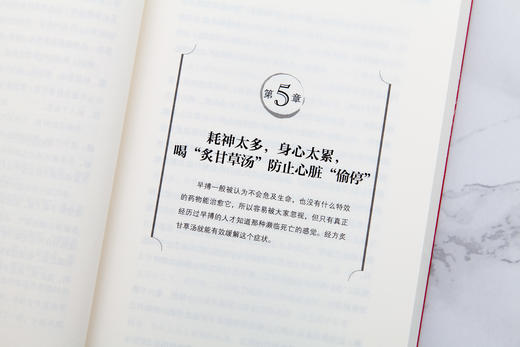 第5章
耗神太多，身心太累，
喝“炙甘草汤”防止心脏“偷停”
早搏一般被认为不会危及生命，也没有什么特效
的药物能治愈它，所以容易被大家忽视，但只有真正
经历过早搏的人才知道那种濒临死亡的感觉。经方炙
甘草汤就能有效缓解这个症状。